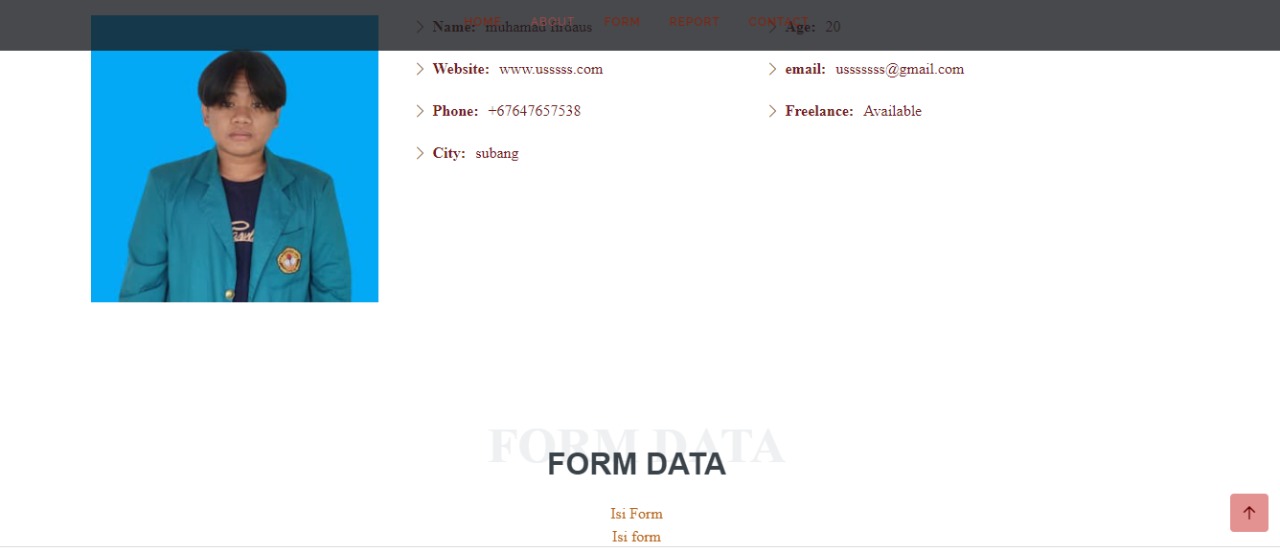 HOME ABOUT FORM REPORT CONTACT
Name: muhamad firdaus
Age: 20
Website: www.usssss.com
email: usssssss@gmail.com
Phone: +67647657538
Freelance: Available
City: subang
FORM DATA
FORM DATA
Isi Form
Isi form